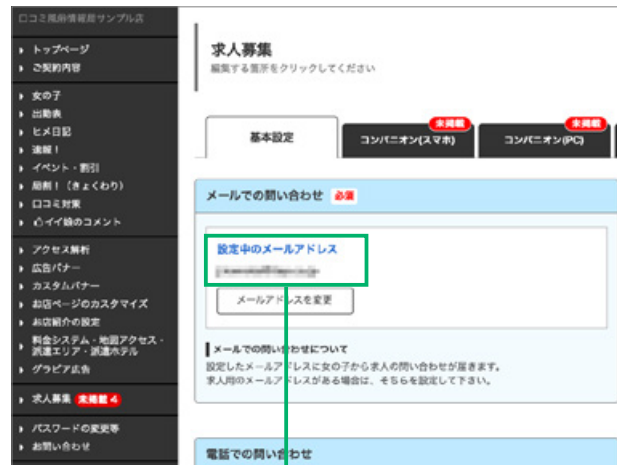 口コミ風俗情報局サンプル店
トップページ
ご契約内容
女の子
出勤表
ヒメ日記
速報！
イベント・割引
局割！（きょくわり）
口コミ対策
イイ娘のコメント
アクセス解析
広告バナー
カスタムバナー
お店ページのカスタマイズ
お店紹介の設定
料金システム・地図アクセス・
派遣エリア・派遣ホテル
グラビア広告
求人募集 未掲載 4
パスワードの変更等
お問い合わせ
求人募集
編集する箇所をクリックしてください
基本設定
未掲載
コンパニオン(スマホ)
未掲載
コンパニオン(PC)
メールでの問い合わせ 必須
設定中のメールアドレス
メールアドレスを変更
メールでの問い合わせについて
設定したメールアドレスに女の子から求人の問い合わせが届きます。
求人用のメールアドレスがある場合は、そちらを設定して下さい。
電話での問い合わせ